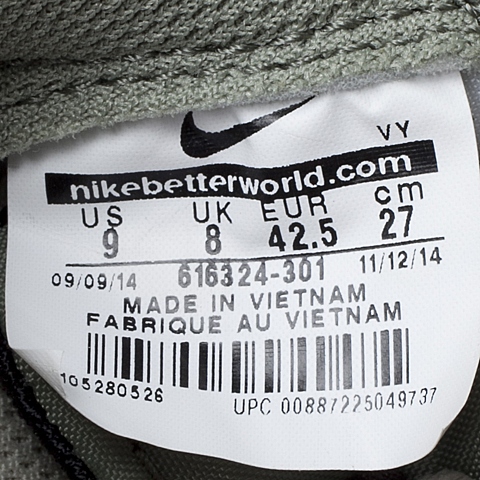 VY
nikebetterworld.com
US UK EUR cm
9 8 42.5 27
09/09/14 616324-301 11/12/14
MADE IN VIETNAM
FABRIQUE AU VIETNAM
105280526
UPC 00887225049737